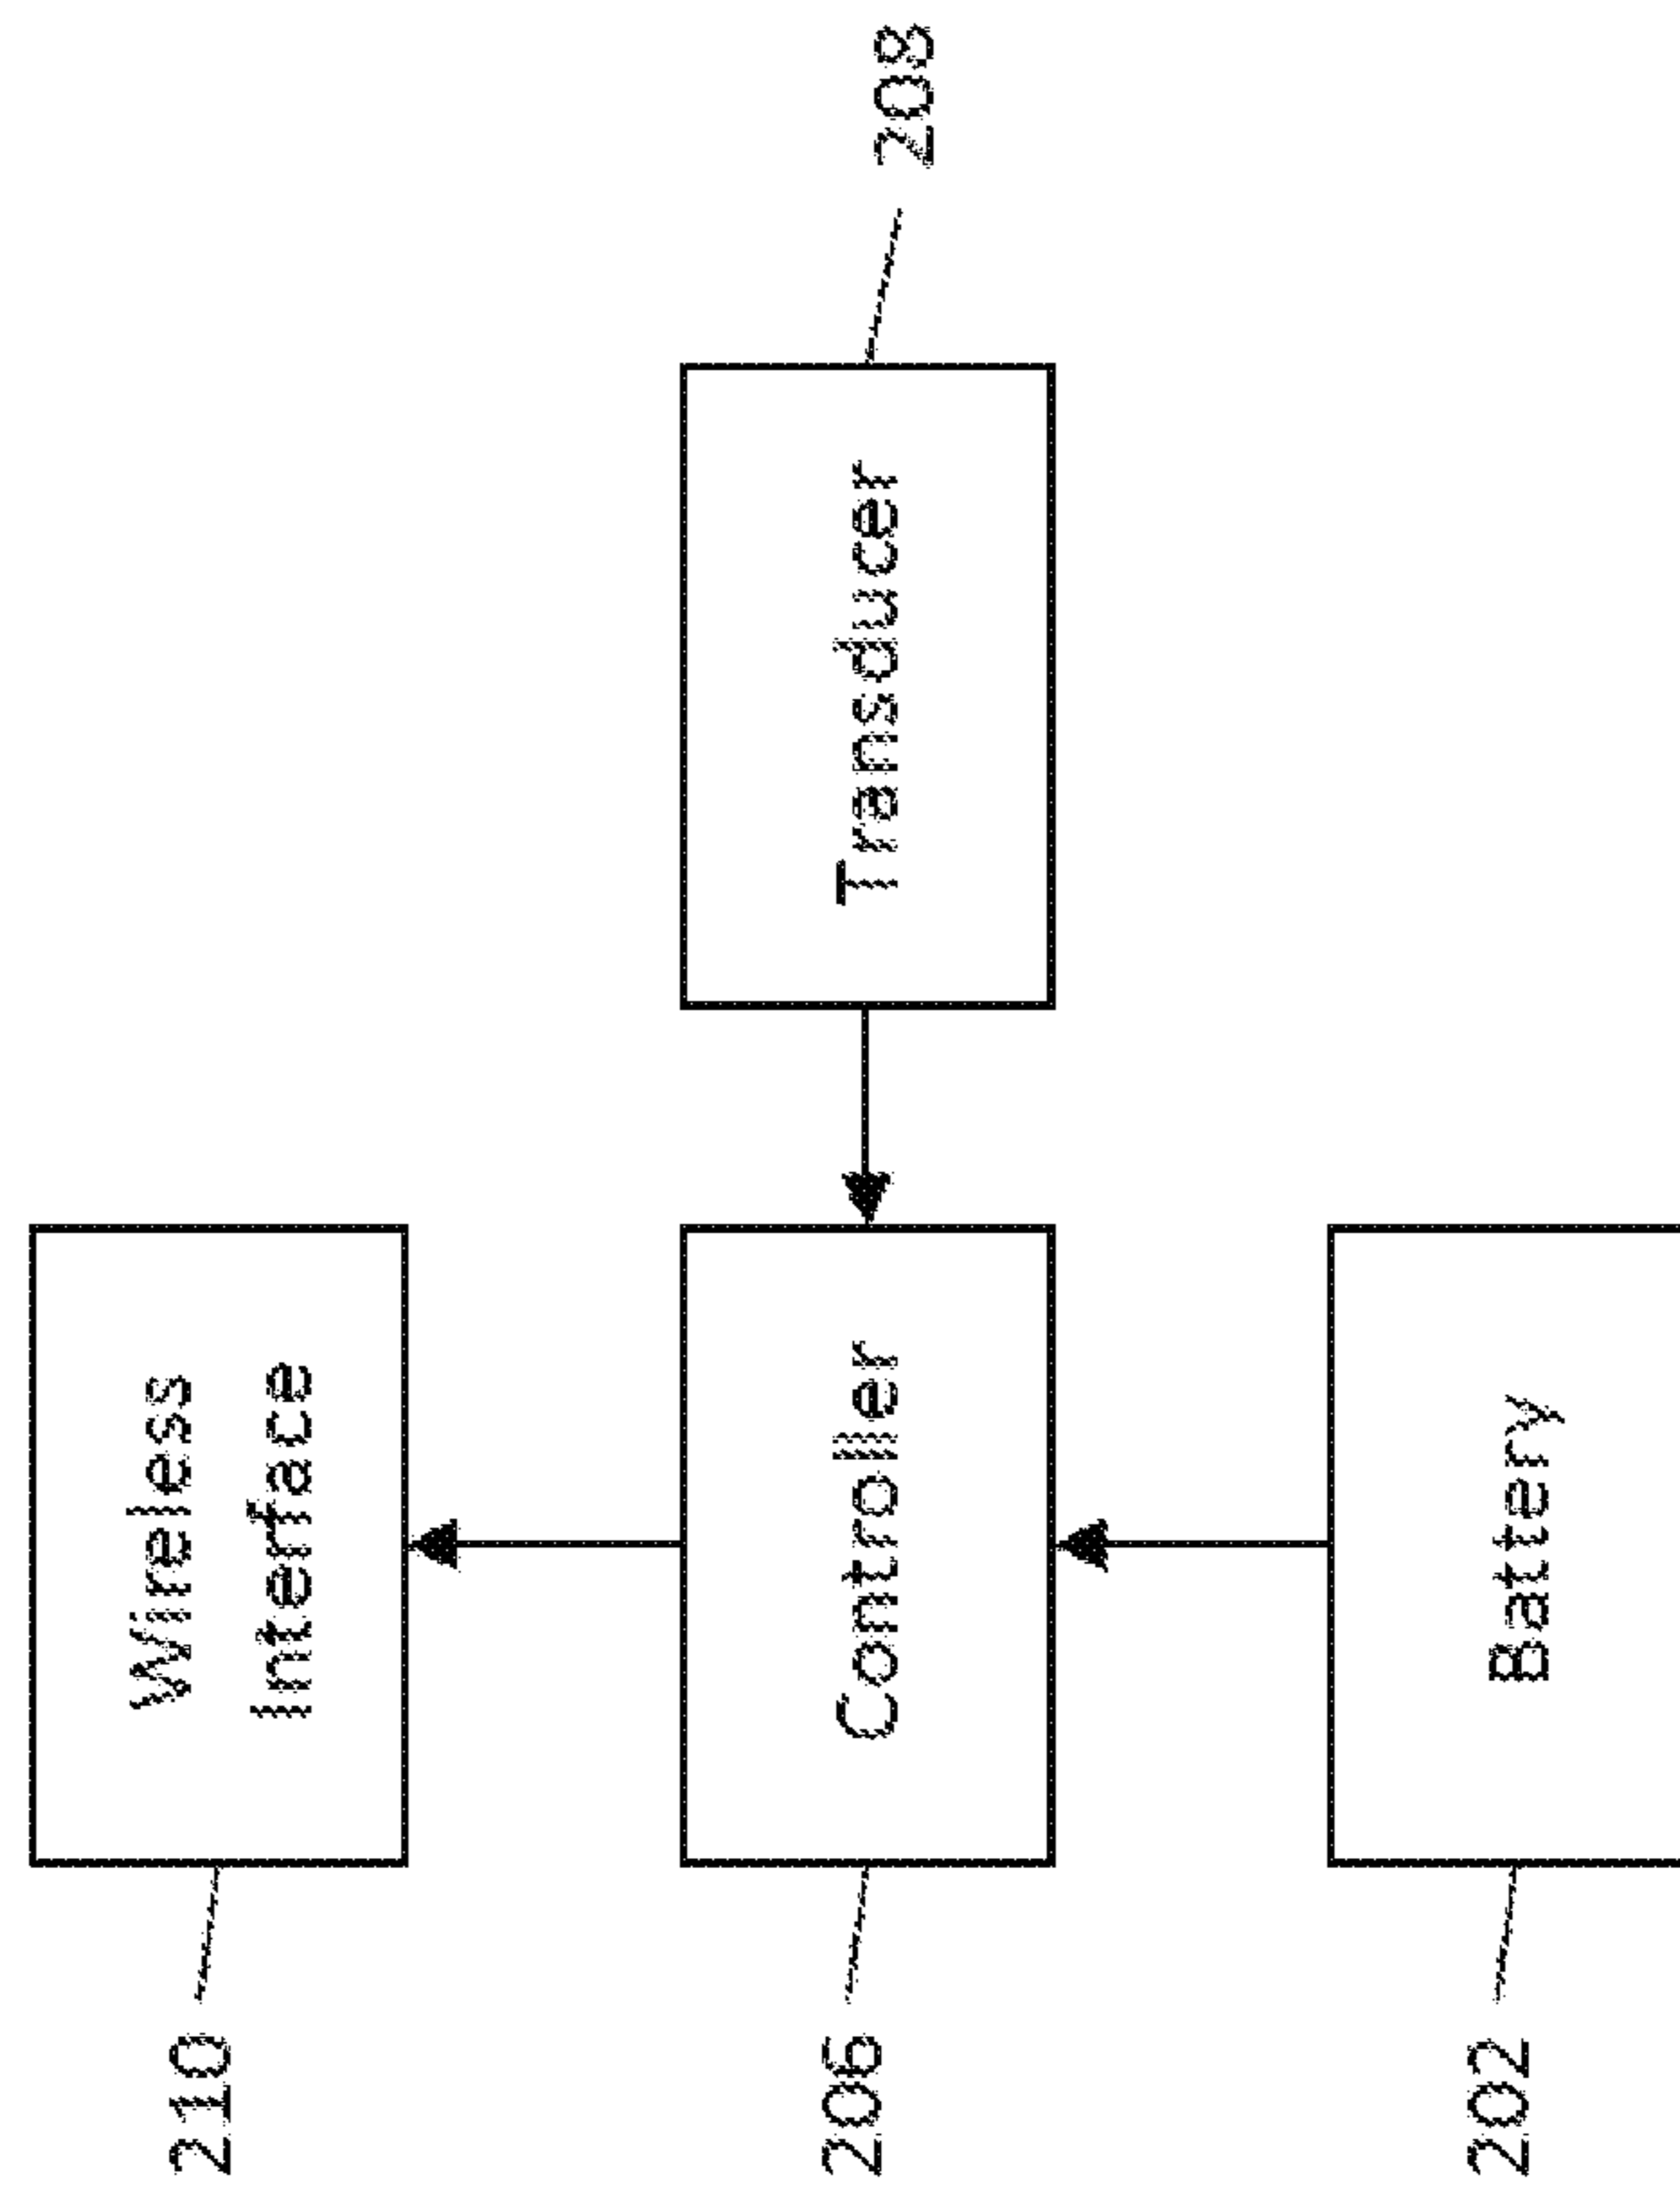 210
Wireless
Interface
206
Controller
Transducer
208
202
Battery